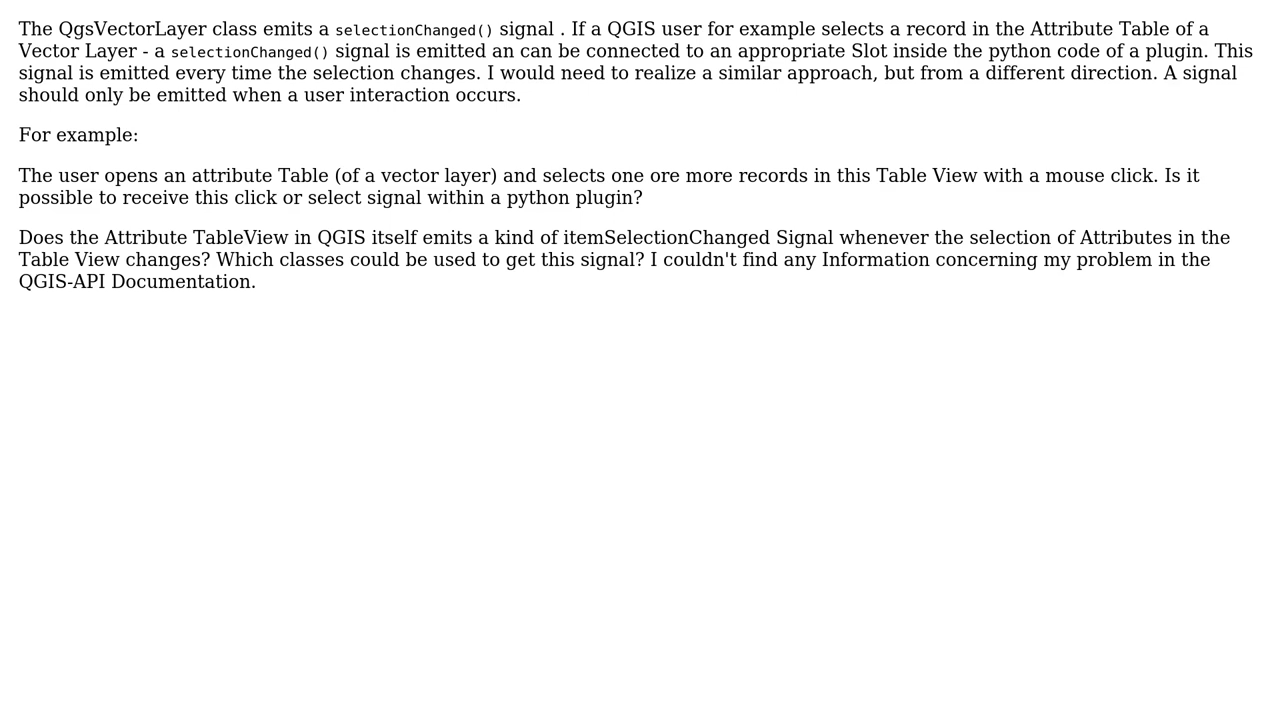 The QgsVectorLayer class emits a selectionChanged() signal . If a QGIS user for example selects a record in the Attribute Table of a
Vector Layer - a selectionChanged() signal is emitted an can be connected to an appropriate Slot inside the python code of a plugin. This
signal is emitted every time the selection changes. I would need to realize a similar approach, but from a different direction. A signal
should only be emitted when a user interaction occurs.
For example:
The user opens an attribute Table (of a vector layer) and selects one ore more records in this Table View with a mouse click. Is it
possible to receive this click or select signal within a python plugin?
Does the Attribute TableView in QGIS itself emits a kind of itemSelectionChanged Signal whenever the selection of Attributes in the
Table View changes? Which classes could be used to get this signal? I couldn't find any Information concerning my problem in the
QGIS-API Documentation.